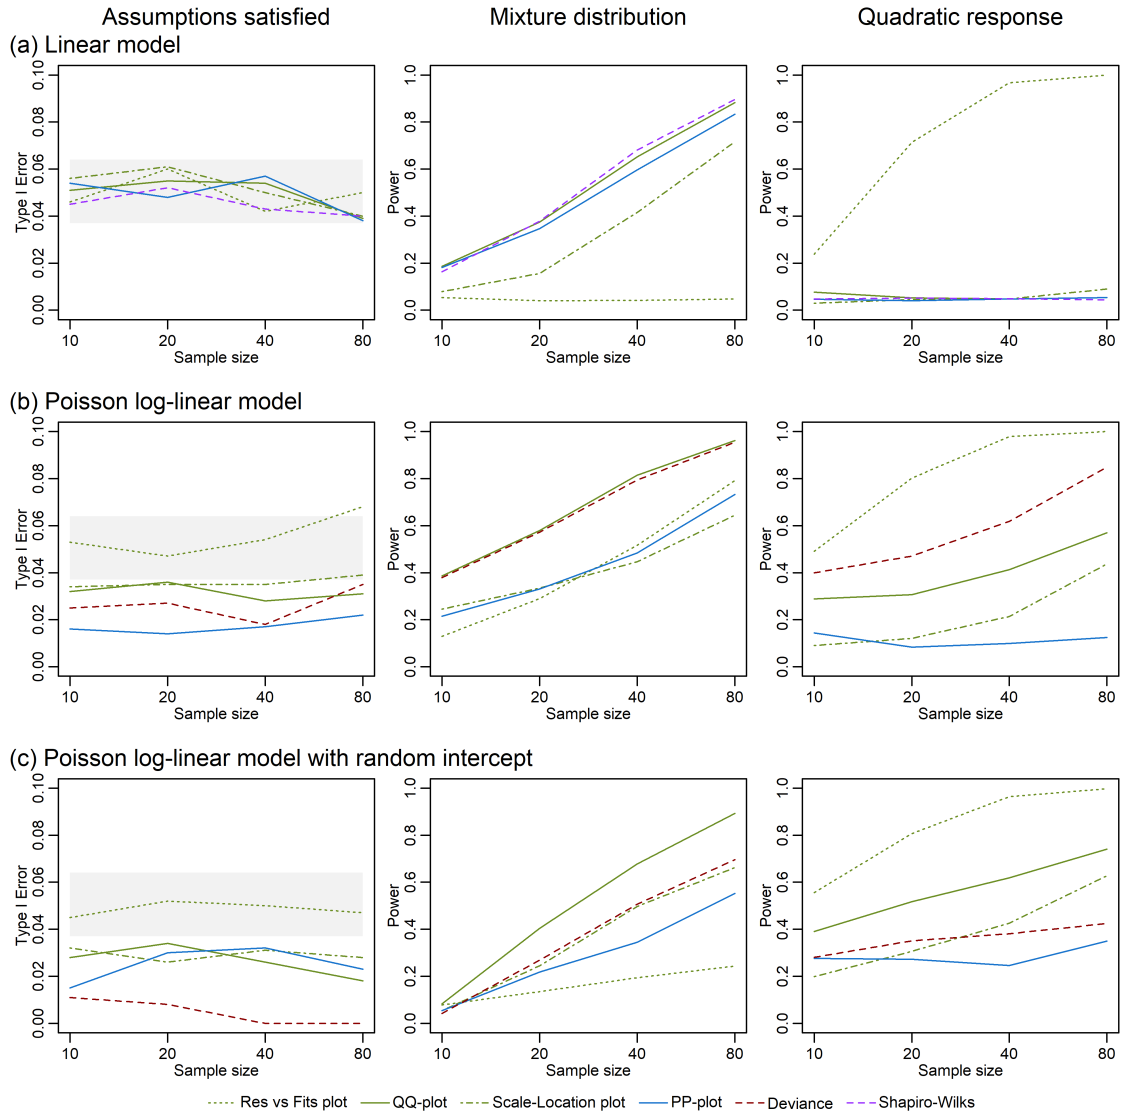 Assumptions satisfied Mixture distribution Quadratic response
(a) Linear model
Type I Error
0.00 0.02 0.04 0.06 0.08 0.10
10 20 40 80
Sample size
Power
0.0 0.2 0.4 0.6 0.8 1.0
10 20 40 80
Sample size
Power
0.0 0.2 0.4 0.6 0.8 1.0
10 20 40 80
Sample size
(b) Poisson log-linear model
Type I Error
0.00 0.02 0.04 0.06 0.08 0.10
10 20 40 80
Sample size
Power
0.0 0.2 0.4 0.6 0.8 1.0
10 20 40 80
Sample size
Power
0.0 0.2 0.4 0.6 0.8 1.0
10 20 40 80
Sample size
(c) Poisson log-linear model with random intercept
Type I Error
0.00 0.02 0.04 0.06 0.08 0.10
10 20 40 80
Sample size
Power
0.0 0.2 0.4 0.6 0.8 1.0
10 20 40 80
Sample size
Power
0.0 0.2 0.4 0.6 0.8 1.0
10 20 40 80
Sample size
Res vs Fits plot QQ-plot Scale-Location plot PP-plot Deviance Shapiro-Wilks